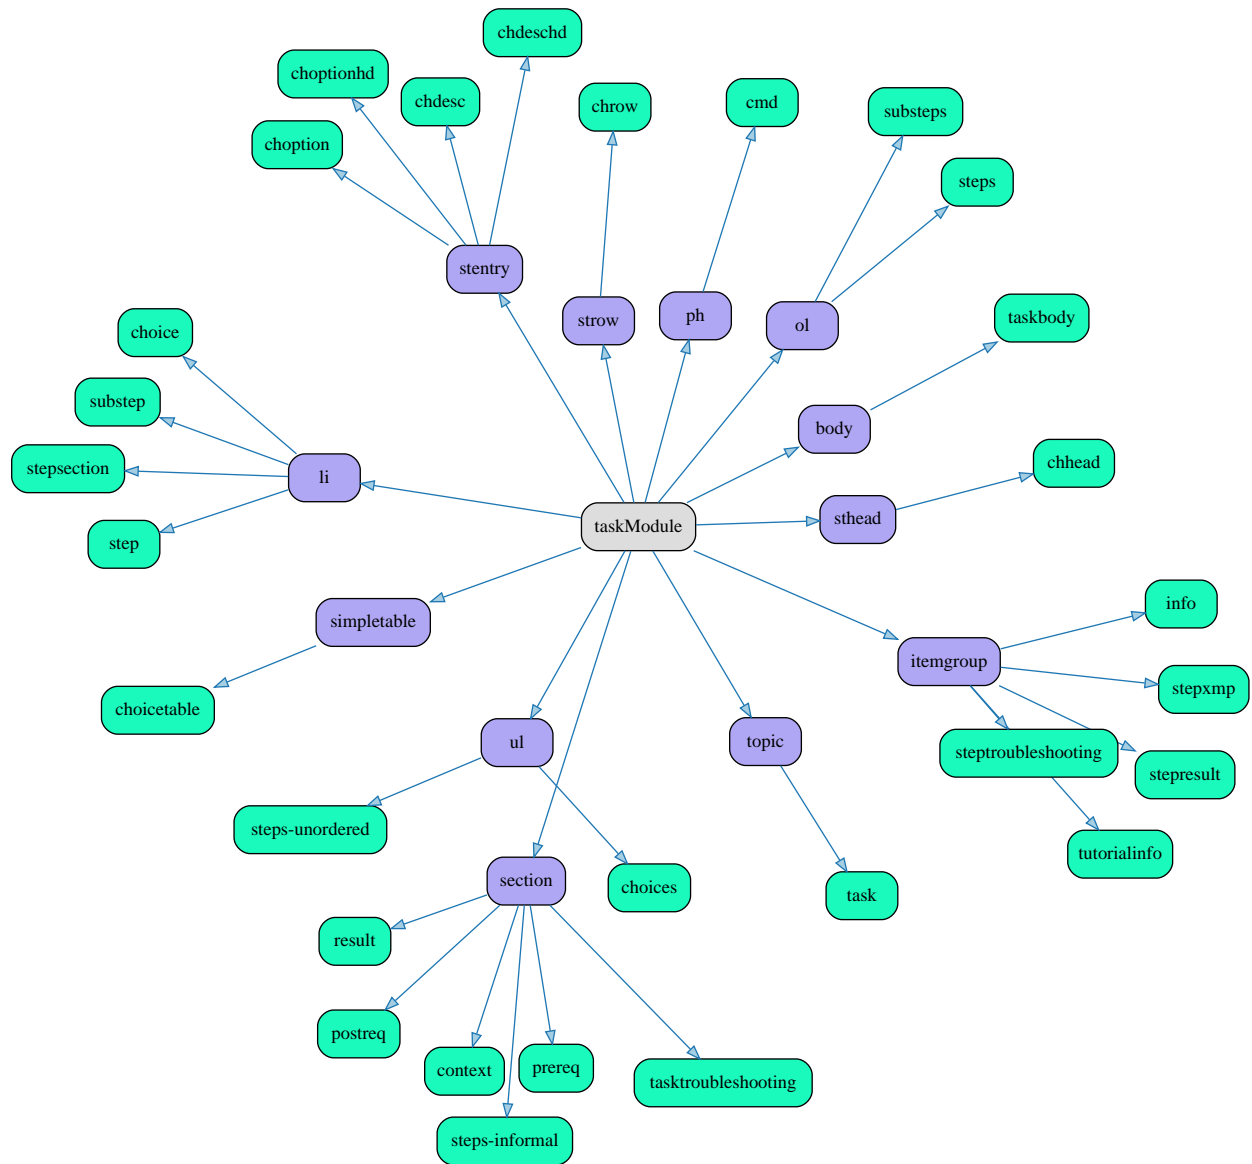 chdeschd
choptionhd
chdesc
chrow
cmd
substeps
choption
steps
stentry
strow
ph
ol
taskbody
choice
substep
body
stepsection
li
chhead
sthead
taskModule
step
info
simpletable
itemgroup
stepxmp
choicetable
ul
topic
steptroubleshooting
stepresult
steps-unordered
tutorialinfo
section
choices
task
result
postreq
context
prereq
tasktroubleshooting
steps-informal